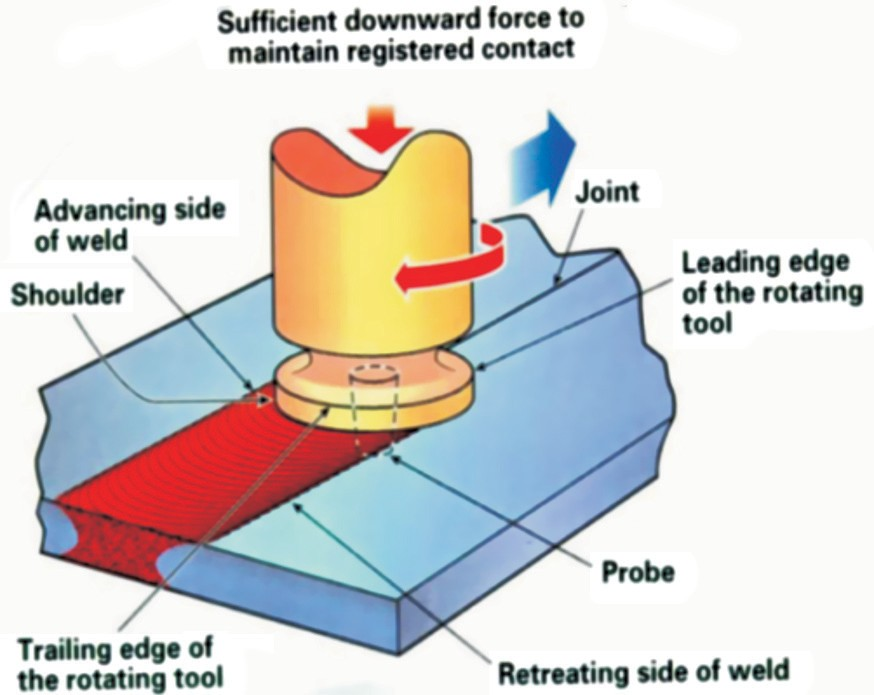 Sufficient downward force to
maintain registered contact
Joint
Advancing side
of weld
Leading edge
of the rotating
tool
Shoulder
Probe
Trailing edge of
the rotating tool
Retreating side of weld